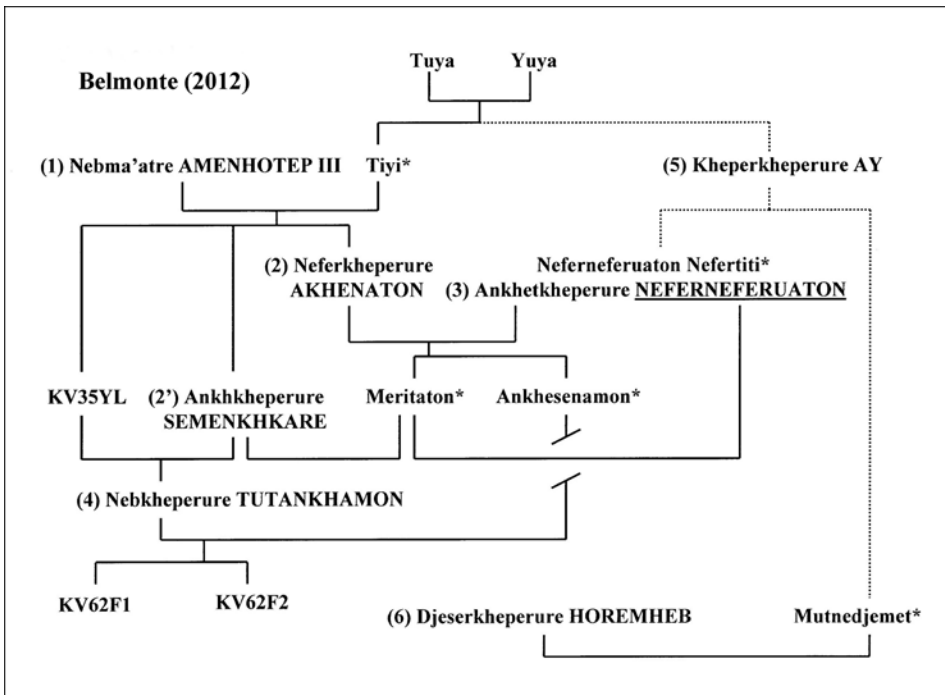 Tuya Yuya
Belmonte (2012)
(1) Nebma'atre AMENHOTEP III Tiyi* (5) Kheperkheperure AY
(2) Neferkheperure Neferneferuaton Nefertiti*
AKHENATON (3) Ankhetkheperure NEFERNEFERUATON
KV35YL (2') Ankhkheperure Meritaton* Ankhesenamon*
SEMENKHKARE
(4) Nebkheperure TUTANKHAMON
KV62F1 KV62F2
(6) Djeserkheperure HOREMHEB Mutnedjemet*